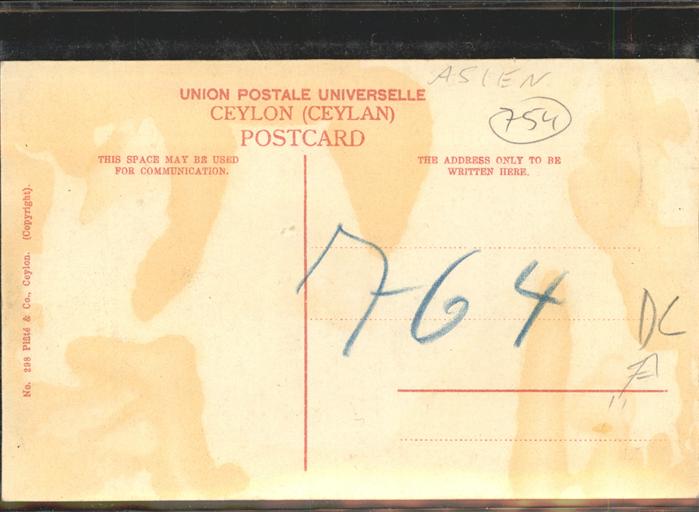 ASIEN
754
UNION POSTALE UNIVERSELLE
CEYLON (CEYLAN)
POSTCARD
THIS SPACE MAY BE USED
FOR COMMUNICATION.
THE ADDRESS ONLY TO BE
WRITTEN HERE.
No. 298 Plâté & Co., Ceylon. (Copyright).
764
DC